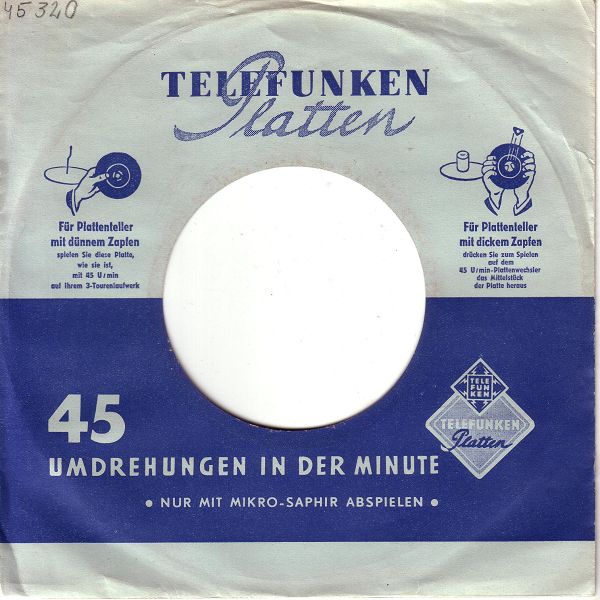 45 320
TELEFUNKEN
Platten
Für Plattenteller
mit dünnem Zapfen
spielen Sie diese Platte,
wie sie ist,
mit 45 U/min
auf Ihrem 3-Tourenlaufwerk
Für Plattenteller
mit dickem Zapfen
drücken Sie zum Spielen
auf dem
45 U/min-Plattenwechsler
das Mittelstück
der Platte heraus
45
UMDREHUNGEN IN DER MINUTE
• NUR MIT MIKRO-SAPHIR ABSPIELEN •
TELE
FUN
KEN
TELEFUNKEN
Platten